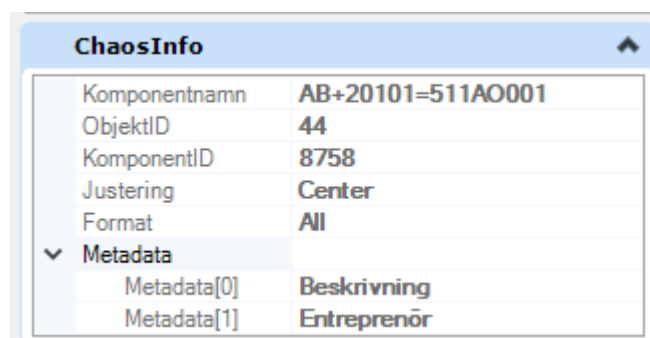 ChaosInfo
Komponentnamn AB+20101=511AO001
ObjektID 44
KomponentID 8758
Justering Center
Format All
Metadata
Metadata[0] Beskrivning
Metadata[1] Entreprenör